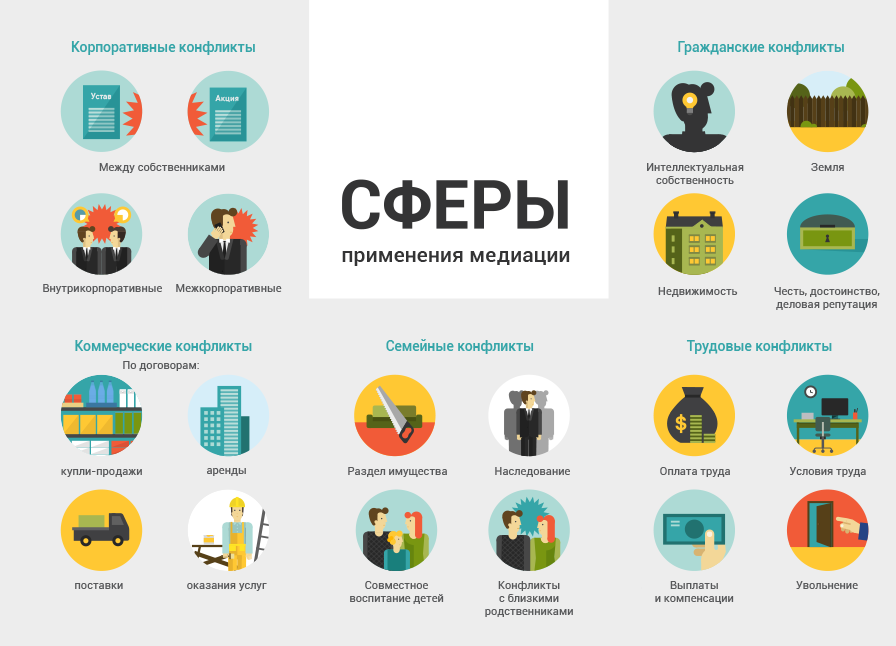 СФЕРЫ
применения медиации
Корпоративные конфликты
Устав
Акция
Между собственниками
Внутрикорпоративные
Межкорпоративные
Гражданские конфликты
Интеллектуальная
собственность
Земля
Недвижимость
Честь, достоинство,
деловая репутация
Коммерческие конфликты
По договорам:
купли-продажи
аренды
поставки
оказания услуг
Семейные конфликты
Раздел имущества
Наследование
Совместное
воспитание детей
Конфликты
с близкими
родственниками
Трудовые конфликты
$
Оплата труда
Условия труда
Выплаты
и компенсации
Увольнение